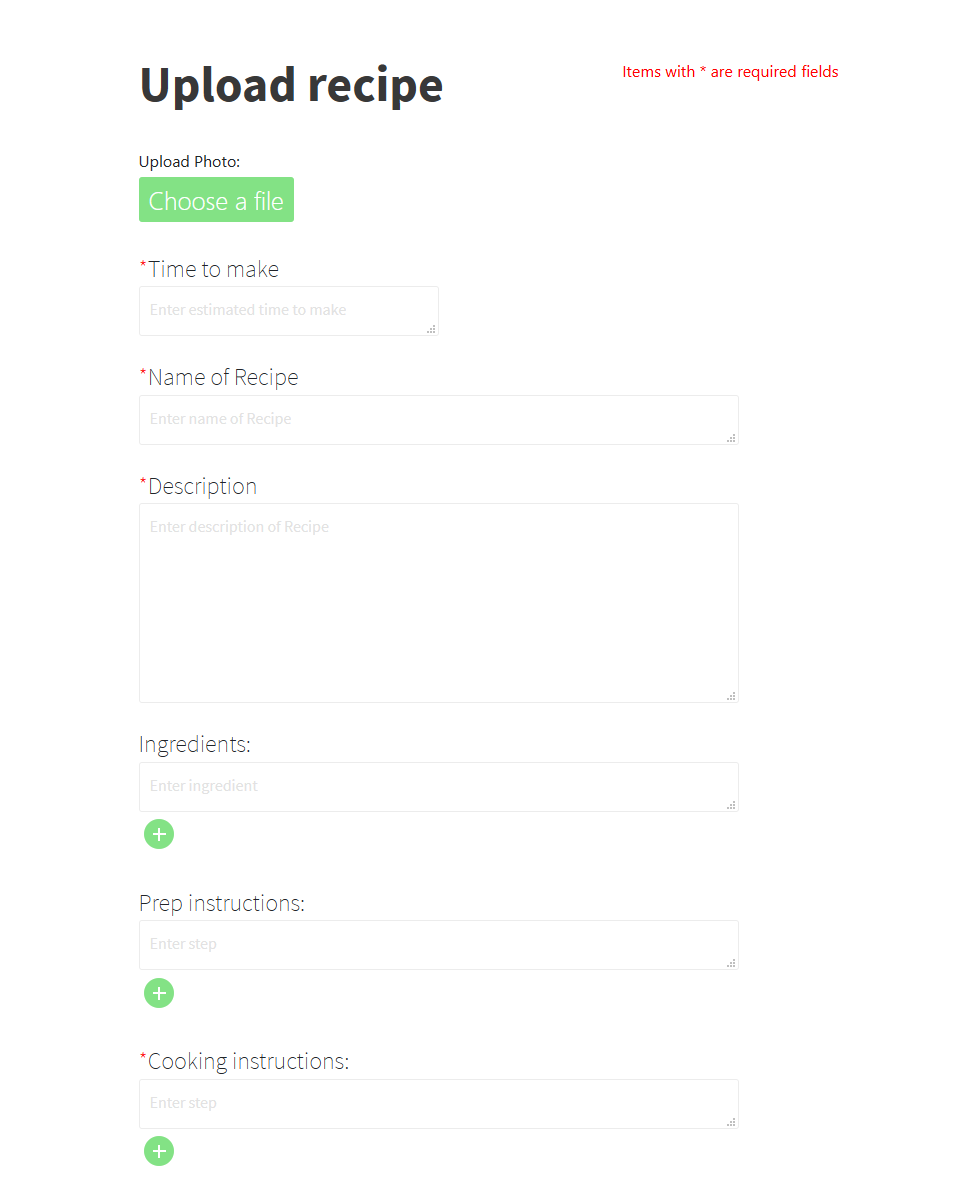 Upload recipe
Items with * are required fields
Upload Photo:
Choose a file
*Time to make
Enter estimated time to make
*Name of Recipe
Enter name of Recipe
*Description
Enter description of Recipe
Ingredients:
Enter ingredient
+
Prep instructions:
Enter step
+
*Cooking instructions:
Enter step
+